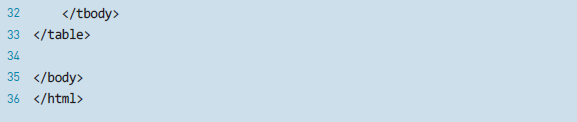 32     </tbody>
33 </table>
34
35 </body>
36 </html>